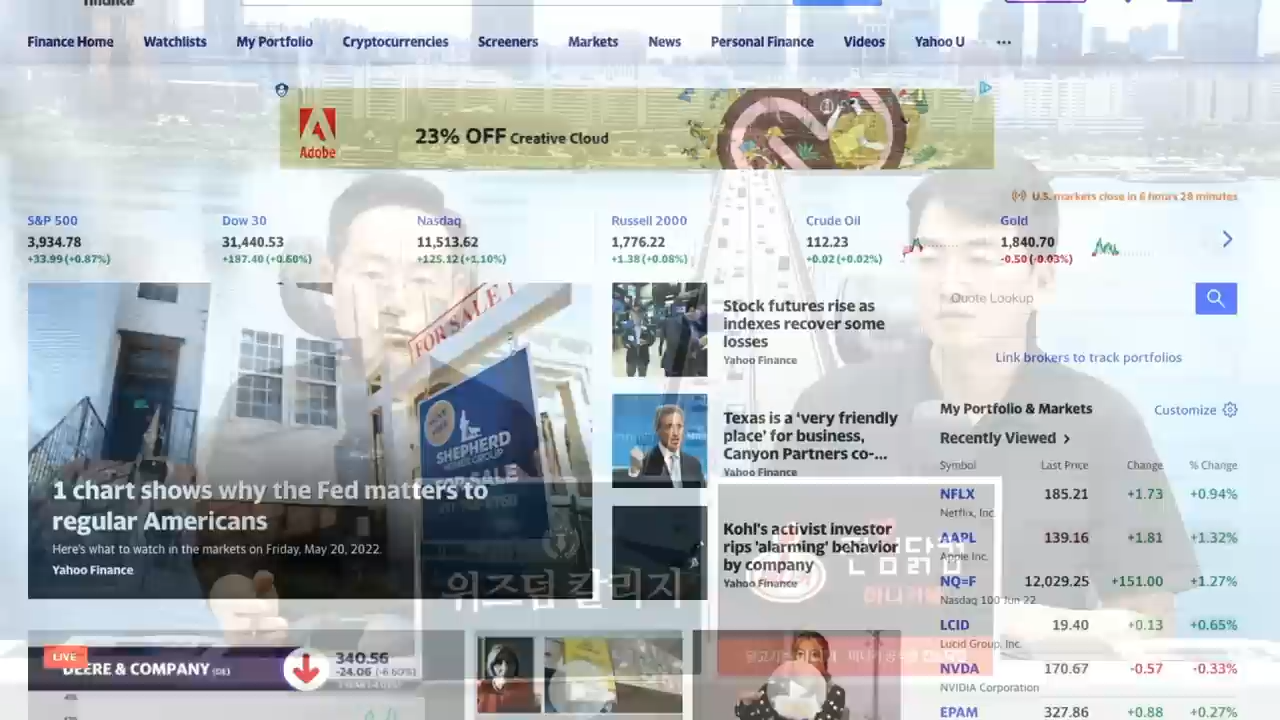 finance
Finance Home Watchlists My Portfolio Cryptocurrencies Screeners Markets News Personal Finance Videos Yahoo U ...
Adobe
23% OFF Creative Cloud
U.S. markets close in 6 hours 28 minutes
S&P 500 Dow 30 Nasdaq Russell 2000 Crude Oil Gold
3,934.78 31,440.53 11,513.62 1,776.22 112.23 1,840.70
+33.99 (+0.87%) +187.40 (+0.60%) +125.12 (+1.10%) +1.38 (+0.08%) +0.02 (+0.02%) -0.50 (-0.03%)
FOR SALE
SHEPHERD
FOR SALE
1 chart shows why the Fed matters to
regular Americans
Here's what to watch in the markets on Friday, May 20, 2022.
Yahoo Finance
Stock futures rise as
indexes recover some
losses
Yahoo Finance
Texas is a 'very friendly
place' for business,
Canyon Partners co-...
Yahoo Finance
Kohl's activist investor
rips 'alarming' behavior
by company
Yahoo Finance
위즈덤 칼리지
Quote Lookup
Link brokers to track portfolios
My Portfolio & Markets Customize
Recently Viewed >
Symbol Last Price Change % Change
NFLX 185.21 +1.73 +0.94%
Netflix, Inc.
AAPL 139.16 +1.81 +1.32%
Apple Inc.
NQ=F 12,029.25 +151.00 +1.27%
Nasdaq 100 Jun 22
LCID 19.40 +0.13 +0.65%
Lucid Group, Inc.
NVDA 170.67 -0.57 -0.33%
NVIDIA Corporation
EPAM 327.86 +0.88 +0.27%
LIVE
DEERE & COMPANY (DE)
340.56
-24.06 (-6.60%)